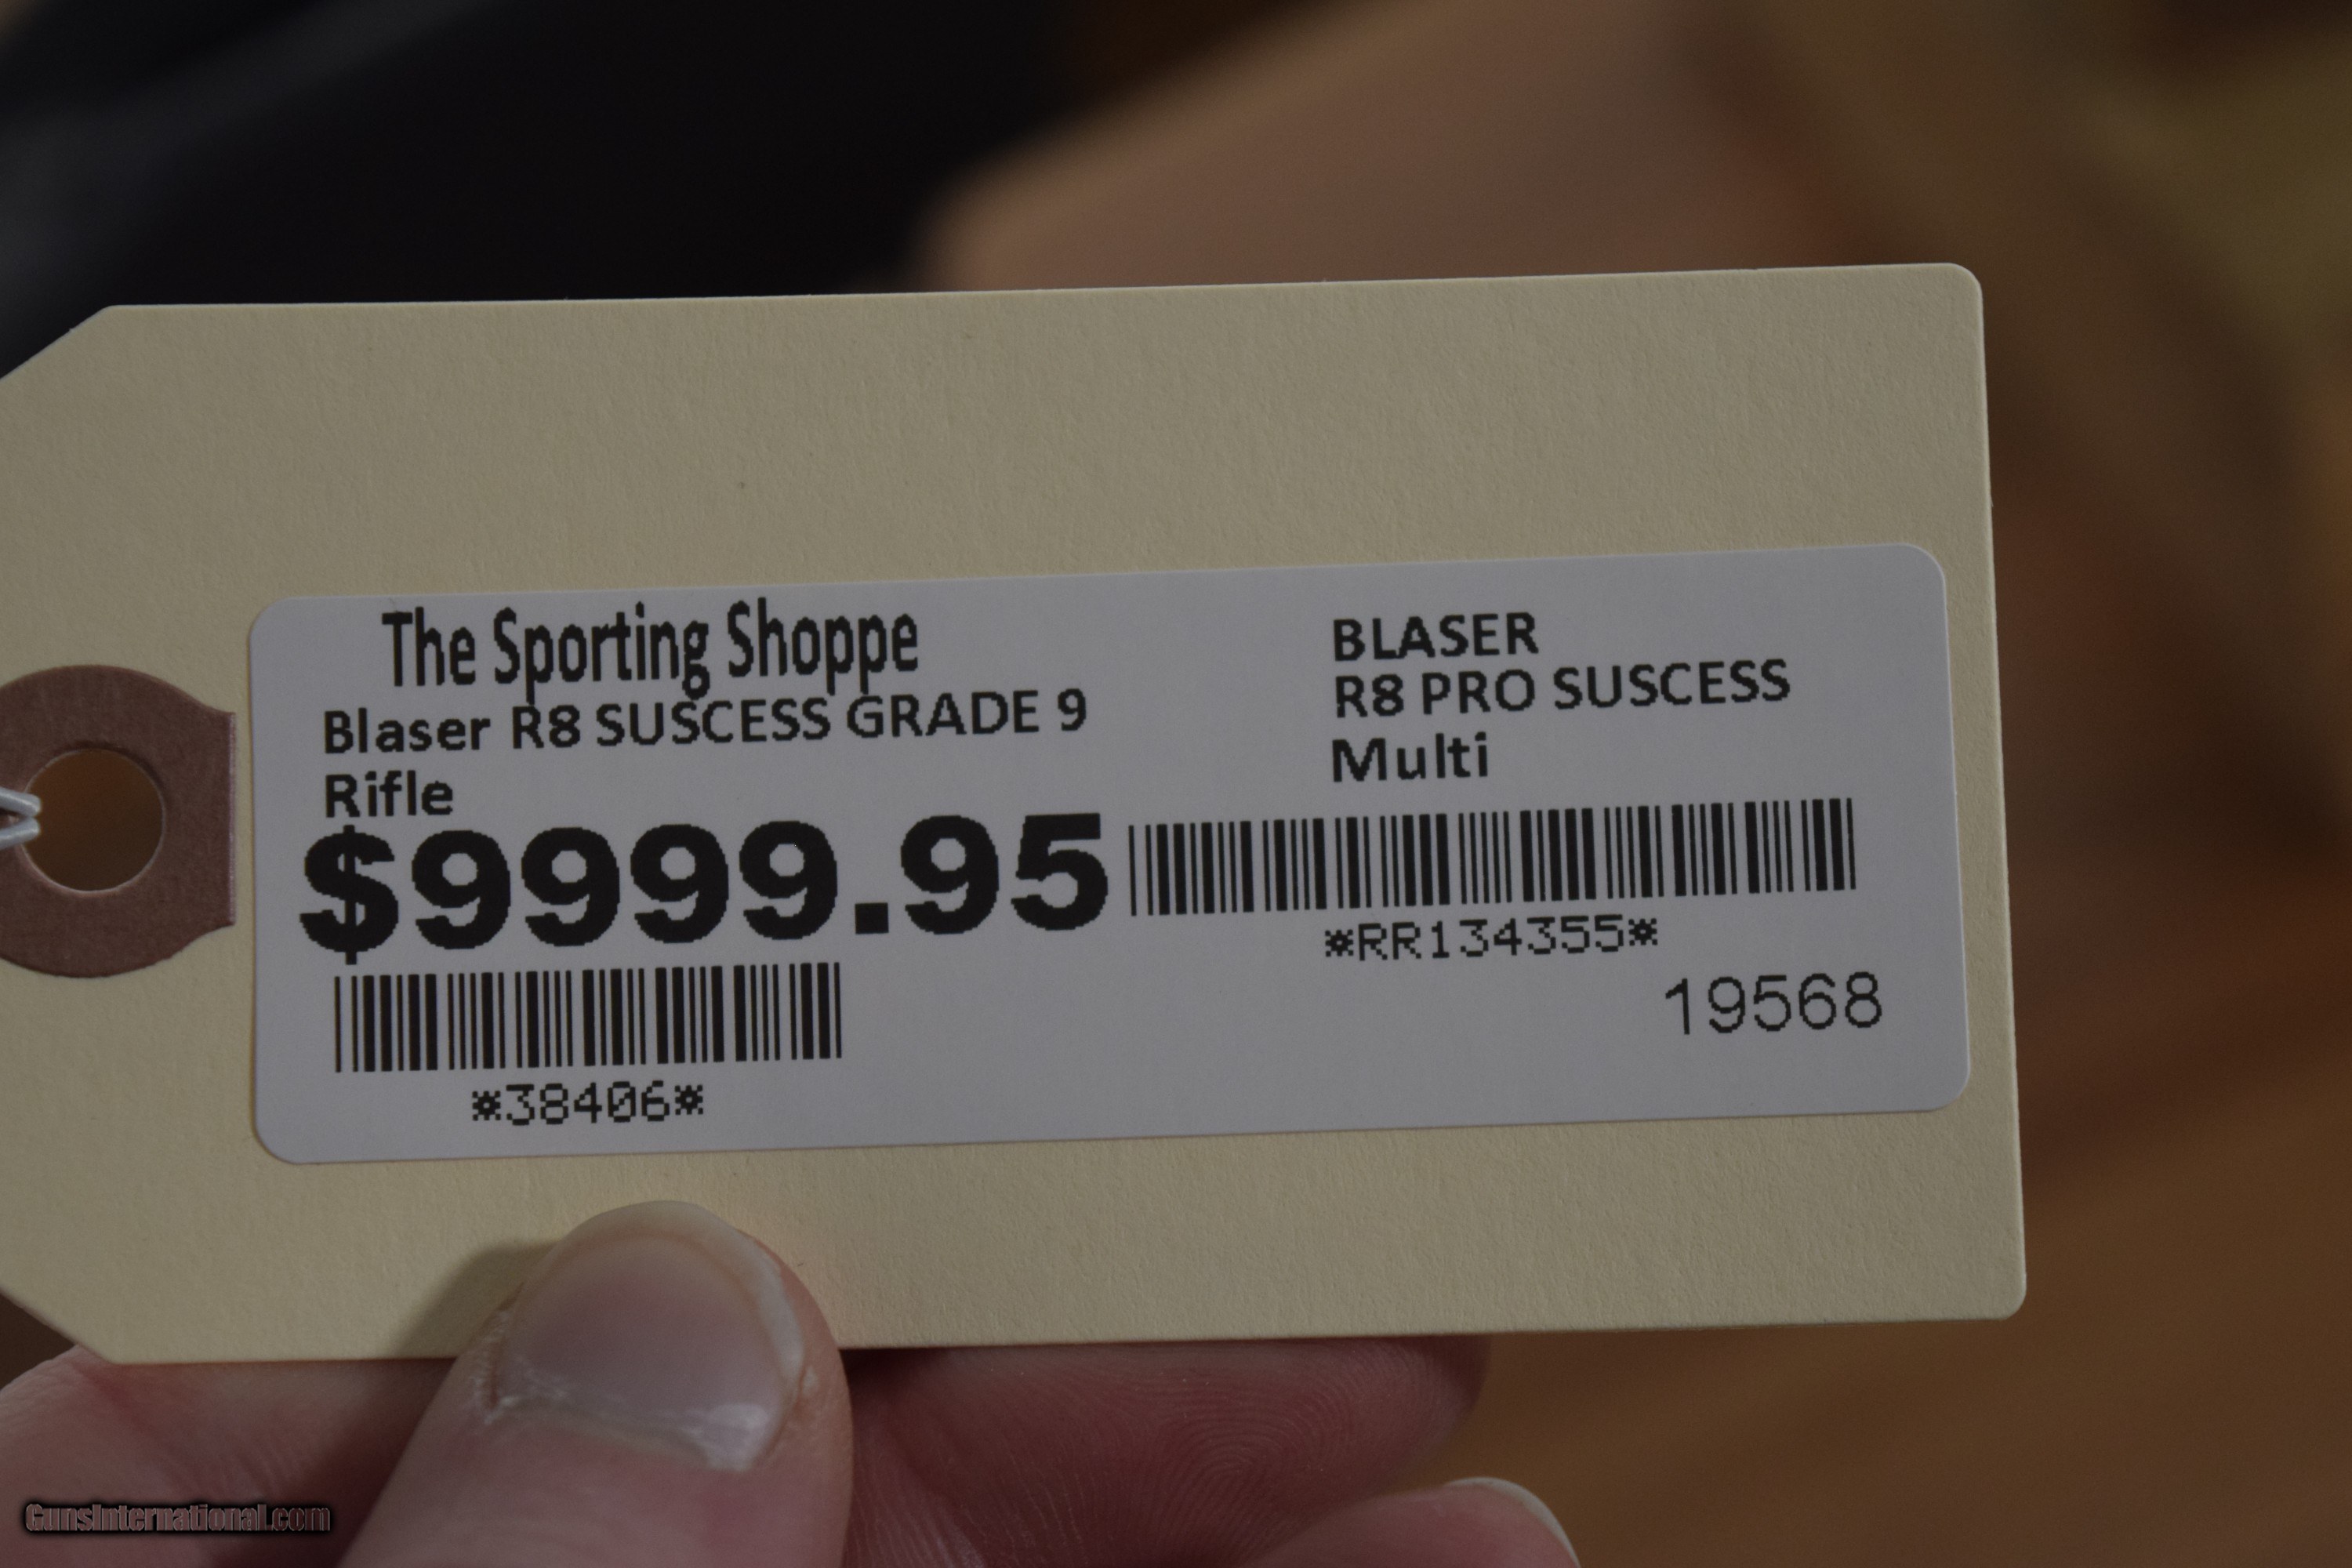 The Sporting Shoppe
Blaser R8 SUSCESS GRADE 9
Rifle
$9999.95
*38406*
BLASER
R8 PRO SUSCESS
Multi
*RR134355*
19568
GunsInternational.com